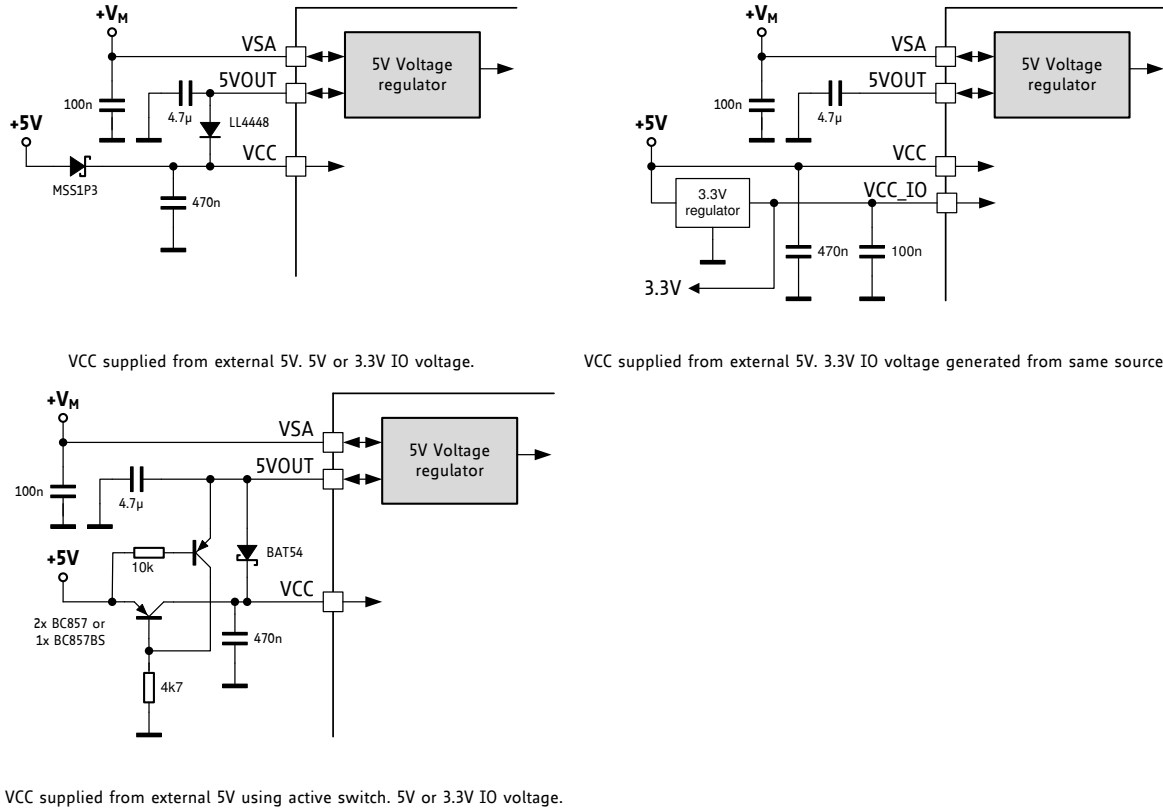 +VM
VSA
5V Voltage
regulator
5VOUT
100n
4.7µ
LL4448
+5V
VCC
MSS1P3
470n
VCC supplied from external 5V. 5V or 3.3V IO voltage.
+VM
VSA
5V Voltage
regulator
5VOUT
100n
4.7µ
+5V
VCC
3.3V
regulator
VCC_IO
470n
100n
3.3V
VCC supplied from external 5V. 3.3V IO voltage generated from same source
+VM
VSA
5V Voltage
regulator
5VOUT
100n
4.7µ
+5V
10k
BAT54
VCC
2x BC857 or
1x BC857BS
470n
4k7
VCC supplied from external 5V using active switch. 5V or 3.3V IO voltage.